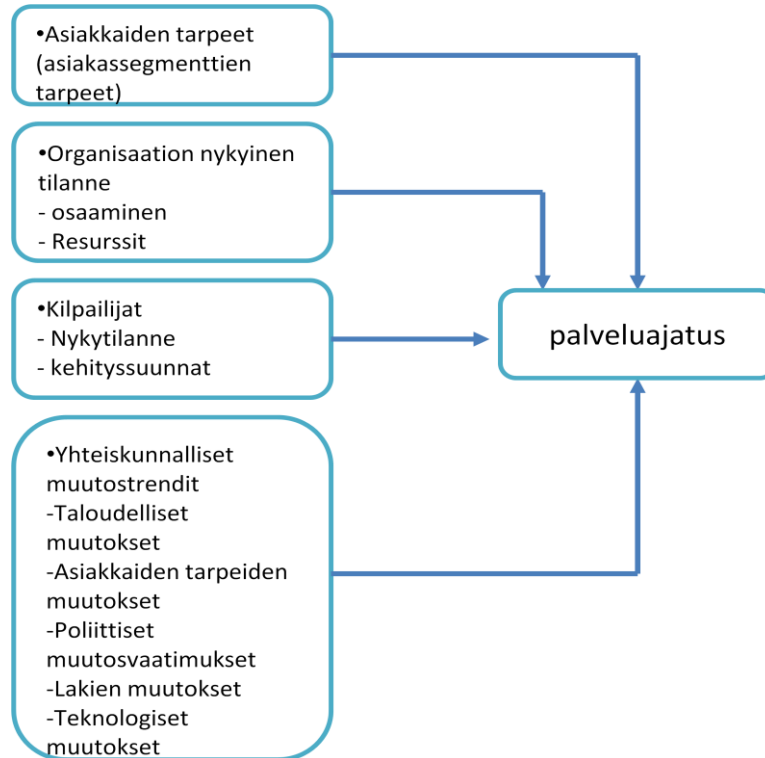 •Asiakkaiden tarpeet
(asiakassegmenttien
tarpeet)
•Organisaation nykyinen
tilanne
- osaaminen
- Resurssit
•Kilpailijat
- Nykytilanne
- kehityssuunnat
palveluajatus
•Yhteiskunnalliset
muutostrendit
-Taloudelliset
muutokset
-Asiakkaiden tarpeiden
muutokset
-Poliittiset
muutosvaatimukset
-Lakien muutokset
-Teknologiset
muutokset